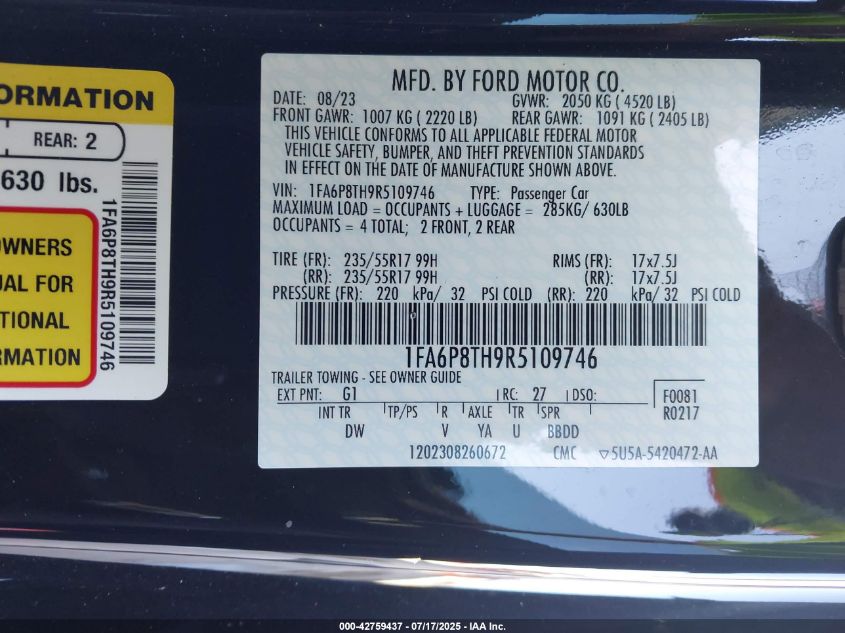 ORMATION
REAR: 2
630 lbs.
WNERS
UAL FOR
TIONAL
RMATION
1FA6P8TH9R5109746
MFD. BY FORD MOTOR CO.
DATE: 08/23 GVWR: 2050 KG ( 4520 LB)
FRONT GAWR: 1007 KG ( 2220 LB) REAR GAWR: 1091 KG ( 2405 LB)
THIS VEHICLE CONFORMS TO ALL APPLICABLE FEDERAL MOTOR
VEHICLE SAFETY, BUMPER, AND THEFT PREVENTION STANDARDS
IN EFFECT ON THE DATE OF MANUFACTURE SHOWN ABOVE.
VIN: 1FA6P8TH9R5109746 TYPE: Passenger Car
MAXIMUM LOAD = OCCUPANTS + LUGGAGE = 285KG/ 630LB
OCCUPANTS = 4 TOTAL; 2 FRONT, 2 REAR
TIRE (FR): 235/55R17 99H RIMS (FR): 17x7.5J
(RR): 235/55R17 99H (RR): 17x7.5J
PRESSURE (FR): 220 kPa/ 32 PSI COLD (RR): 220 kPa/ 32 PSI COLD
1FA6P8TH9R5109746
TRAILER TOWING - SEE OWNER GUIDE
EXT PNT: G1 RC: 27 DSO: F0081
INT TR TP/PS R AXLE TR SPR R0217
DW V YA U BBDD
1202308260672 CMC ▽5U5A-5420472-AA
000-42759437 - 07/17/2025 - IAA Inc.